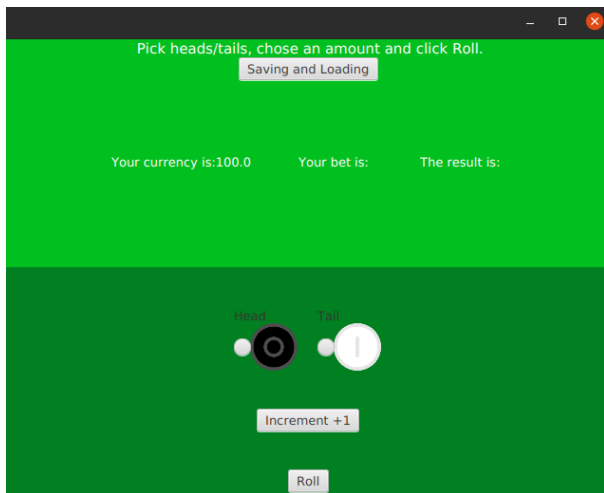 Pick heads/tails, chose an amount and click Roll.
Saving and Loading
Your currency is:100.0 Your bet is: The result is:
Head Tail
Increment +1
Roll